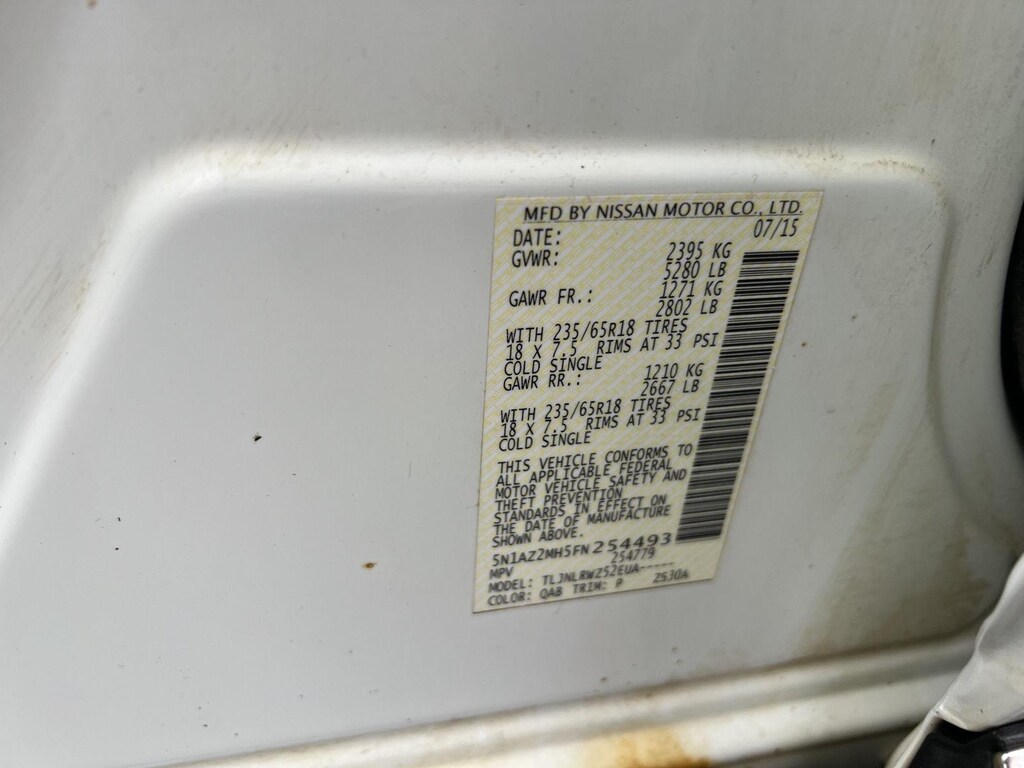 MFD BY NISSAN MOTOR CO., LTD.
DATE: 07/15
GVWR: 2395 KG
5280 LB
GAWR FR.: 1271 KG
2802 LB
WITH 235/65R18 TIRES
18 X 7.5 RIMS AT 33 PSI
COLD SINGLE
GAWR RR.: 1210 KG
2667 LB
WITH 235/65R18 TIRES
18 X 7.5 RIMS AT 33 PSI
COLD SINGLE
THIS VEHICLE CONFORMS TO
ALL APPLICABLE FEDERAL
MOTOR VEHICLE SAFETY AND
THEFT PREVENTION
STANDARDS IN EFFECT ON
THE DATE OF MANUFACTURE
SHOWN ABOVE.
5N1AZ2MH5FN254493
MPV 254779
MODEL: TLJNLRWZ52EUA-----
COLOR: QAB TRIM: P ZS30A